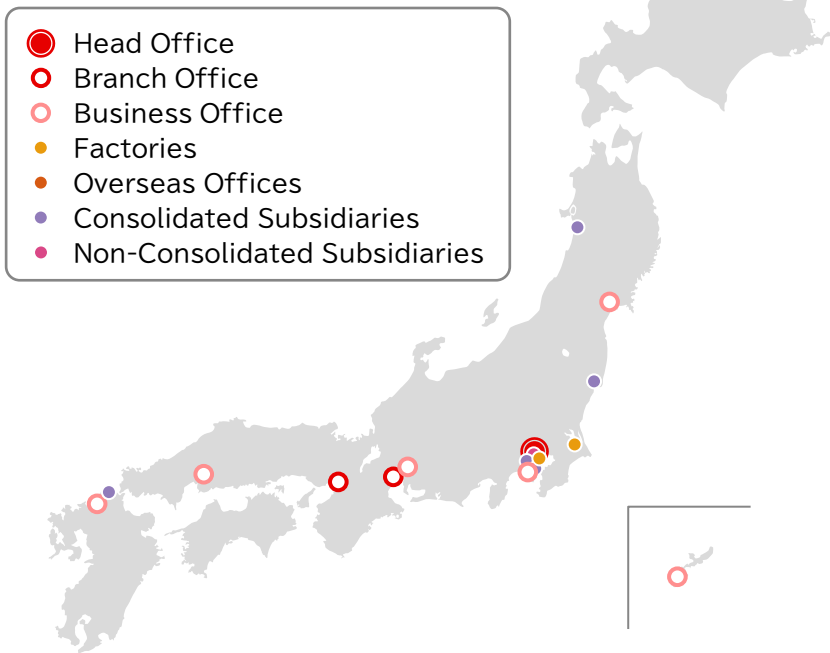 Head Office
Branch Office
Business Office
Factories
Overseas Offices
Consolidated Subsidiaries
Non-Consolidated Subsidiaries